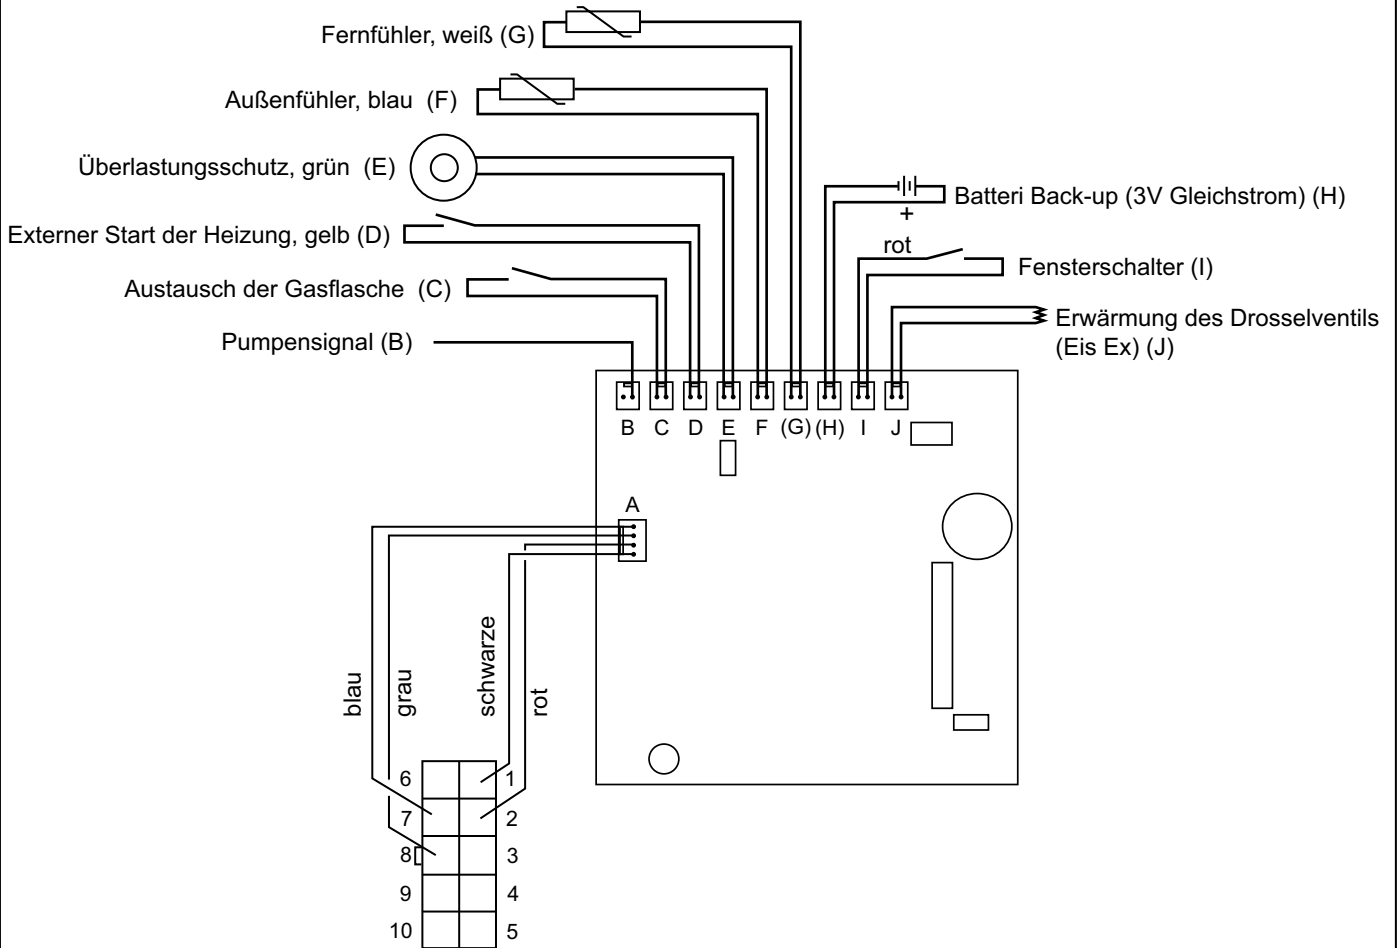 Fernfühler, weiß (G)
Außenfühler, blau (F)
Überlastungsschutz, grün (E)
Externer Start der Heizung, gelb (D)
Austausch der Gasflasche (C)
Pumpensignal (B)
+
Batteri Back-up (3V Gleichstrom) (H)
rot
Fensterschalter (I)
Erwärmung des Drosselventils
(Eis Ex) (J)
B C D E F (G) (H) I J
A
blau
grau
schwarze
rot
6 1
7 2
8 3
9 4
10 5